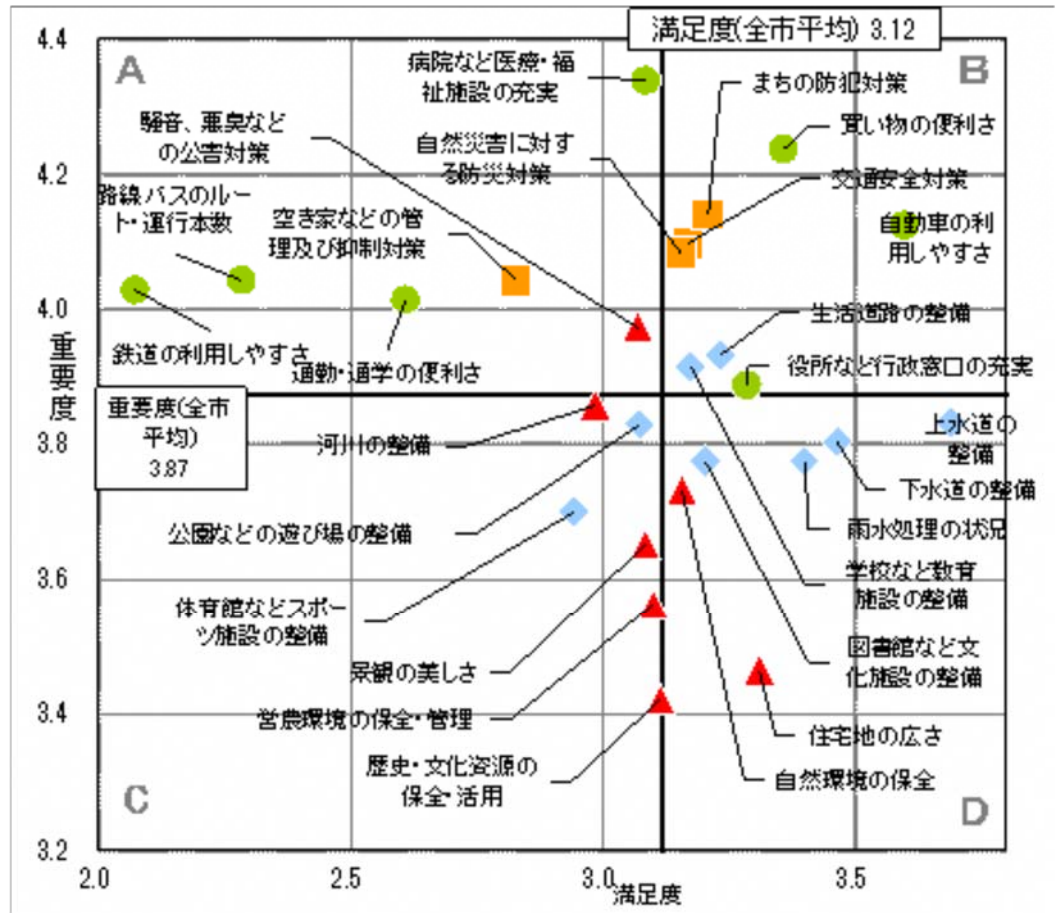 満足度(全市平均) 3.12
4.4
A
B
病院など医療・福
祉施設の充実
まちの防犯対策
騒音、悪臭など
の公害対策
自然災害に対す
る防災対策
買い物の便利さ
4.2
交通安全対策
路線バスのルー
ト・運行本数
空き家などの管
理及び抑制対策
自動車の利
用しやすさ
4.0
生活道路の整備
鉄道の利用しやすさ
通勤・通学の便利さ
役所など行政窓口の充実
重要度
重要度(全市
平均)
3.87
河川の整備
上水道の
整備
3.8
下水道の整備
公園などの遊び場の整備
雨水処理の状況
学校など教育
施設の整備
3.6
体育館などスポー
ツ施設の整備
図書館など文
化施設の整備
景観の美しさ
3.4
営農環境の保全・管理
住宅地の広さ
歴史・文化資源の
保全・活用
自然環境の保全
C
D
3.2
2.0
2.5
3.0
3.5
満足度